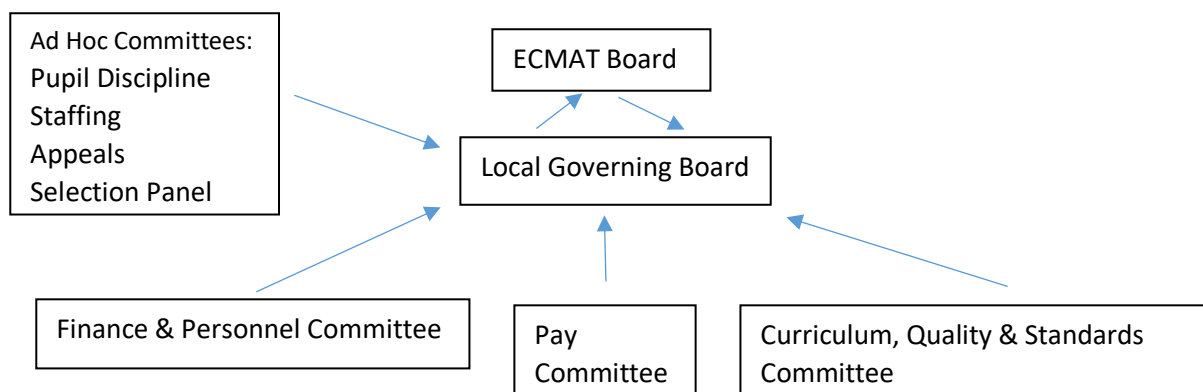 Ad Hoc Committees:
Pupil Discipline
Staffing
Appeals
Selection Panel
ECMAT Board
Local Governing Board
Finance & Personnel Committee
Pay
Committee
Curriculum, Quality & Standards
Committee